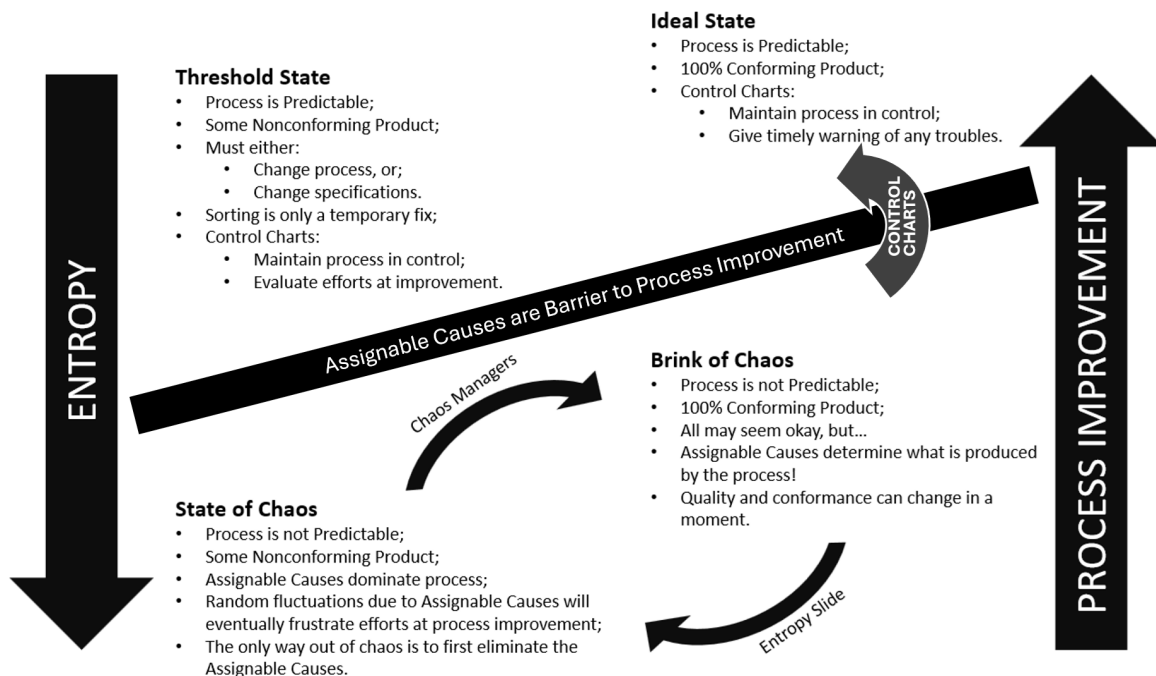 ENTROPY
Threshold State
• Process is Predictable;
• Some Nonconforming Product;
• Must either:
• Change process, or;
• Change specifications.
• Sorting is only a temporary fix;
• Control Charts:
• Maintain process in control;
• Evaluate efforts at improvement.
Ideal State
• Process is Predictable;
• 100% Conforming Product;
• Control Charts:
• Maintain process in control;
• Give timely warning of any troubles.
CONTROL
CHARTS
Assignable Causes are Barrier to Process Improvement
Chaos Managers
State of Chaos
• Process is not Predictable;
• Some Nonconforming Product;
• Assignable Causes dominate process;
• Random fluctuations due to Assignable Causes will
eventually frustrate efforts at process improvement;
• The only way out of chaos is to first eliminate the
Assignable Causes.
Brink of Chaos
• Process is not Predictable;
• 100% Conforming Product;
• All may seem okay, but…
• Assignable Causes determine what is produced
by the process!
• Quality and conformance can change in a
moment.
Entropy Slide
PROCESS IMPROVEMENT